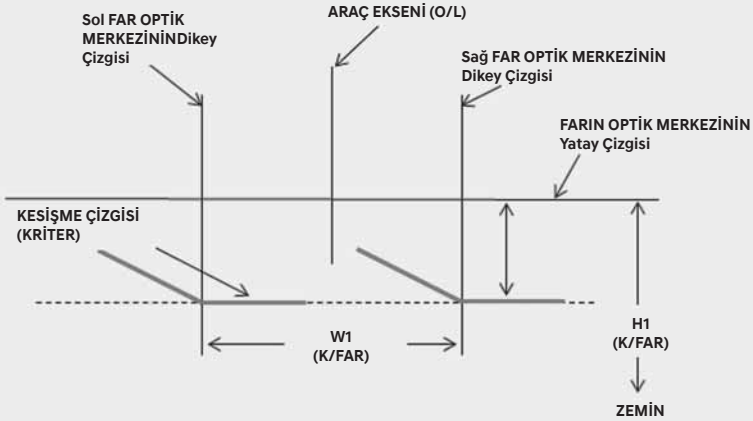 Sol FAR OPTİK
MERKEZİNİNDikey
Çizgisi
ARAÇ EKSENİ (O/L)
Sağ FAR OPTİK MERKEZİNİN
Dikey Çizgisi
FARIN OPTİK MERKEZİNİN
Yatay Çizgisi
KESİŞME ÇİZGİSİ
(KRİTER)
W1
(K/FAR)
H1
(K/FAR)
ZEMİN